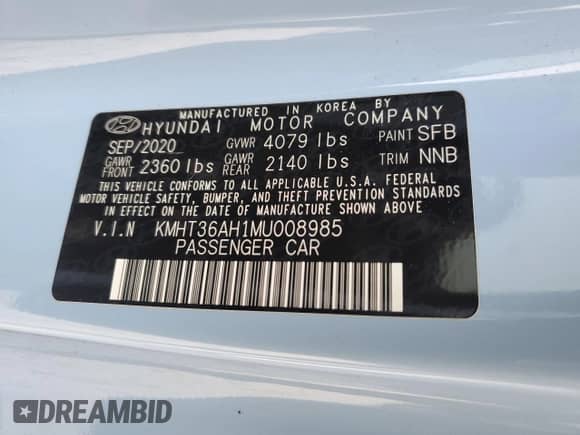 MANUFACTURED IN KOREA BY
HYUNDAI MOTOR COMPANY
SEP/2020 GVWR 4079 lbs PAINT SFB
GAWR FRONT 2360 lbs GAWR REAR 2140 lbs TRIM NNB
THIS VEHICLE CONFORMS TO ALL APPLICABLE U.S.A. FEDERAL
MOTOR VEHICLE SAFETY, BUMPER, AND THEFT PREVENTION STANDARDS
IN EFFECT ON THE DATE OF MANUFACTURE SHOWN ABOVE
V.I.N KMHT36AH1MU008985
PASSENGER CAR
DREAMBID